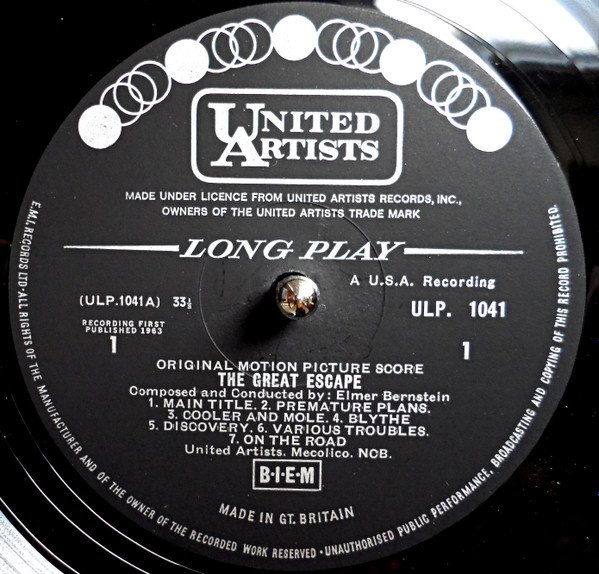 UNITED
ARTISTS
MADE UNDER LICENCE FROM UNITED ARTISTS RECORDS, INC.,
OWNERS OF THE UNITED ARTISTS TRADE MARK
LONG PLAY
A U.S.A. Recording
(ULP.1041A) 33⅓
ULP. 1041
RECORDING FIRST
PUBLISHED 1963
1
1
ORIGINAL MOTION PICTURE SCORE
THE GREAT ESCAPE
Composed and Conducted by: Elmer Bernstein
1. MAIN TITLE. 2. PREMATURE PLANS.
3. COOLER AND MOLE. 4. BLYTHE
5. DISCOVERY. 6. VARIOUS TROUBLES.
7. ON THE ROAD
United Artists. Mecolico. NCB.
B·I·E·M
MADE IN GT. BRITAIN
E.M.I. RECORDS LTD·ALL RIGHTS OF THE MANUFACTURER AND OF THE OWNER OF THE RECORDED WORK RESERVED·UNAUTHORISED PUBLIC PERFORMANCE, BROADCASTING AND COPYING OF THIS RECORD PROHIBITED.